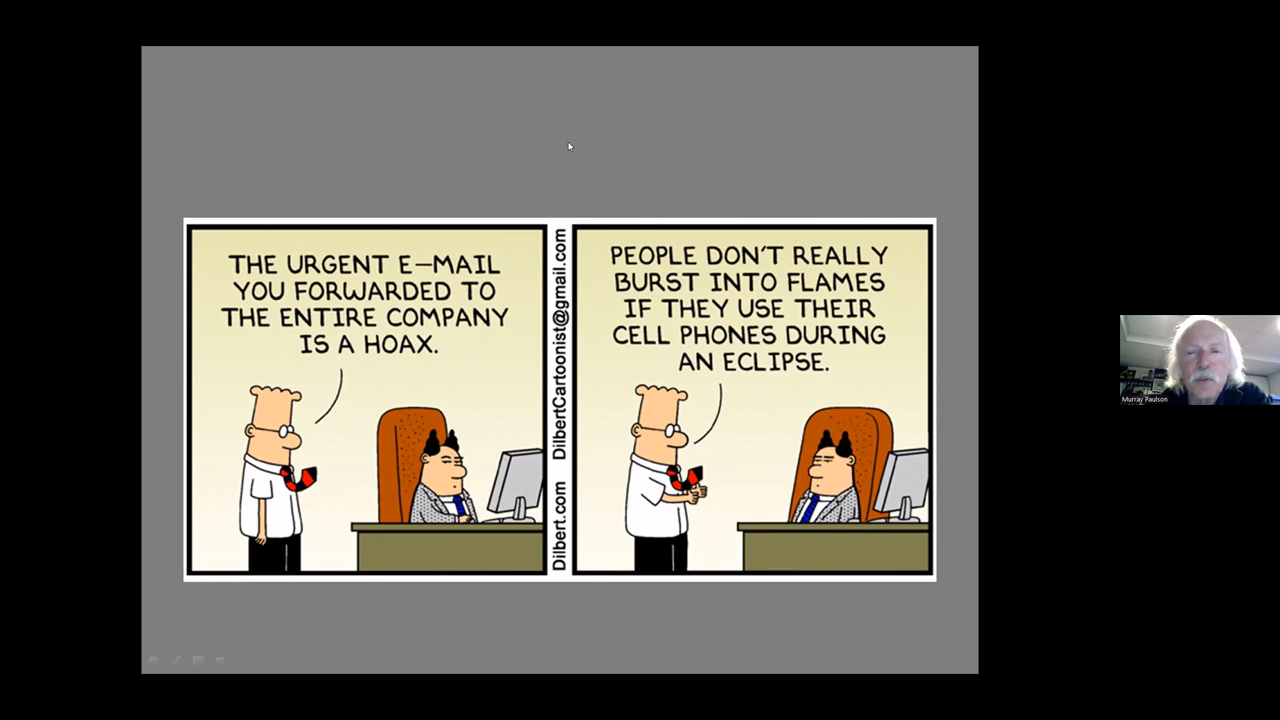 THE URGENT E-MAIL
YOU FORWARDED TO
THE ENTIRE COMPANY
IS A HOAX.
Dilbert.com DilbertCartoonist@gmail.com
PEOPLE DON'T REALLY
BURST INTO FLAMES
IF THEY USE THEIR
CELL PHONES DURING
AN ECLIPSE.
Murray Paulson